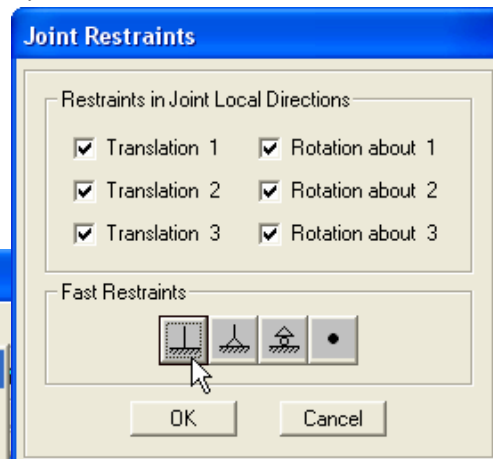 Joint Restraints
Restraints in Joint Local Directions
Translation 1 Rotation about 1
Translation 2 Rotation about 2
Translation 3 Rotation about 3
Fast Restraints
OK Cancel